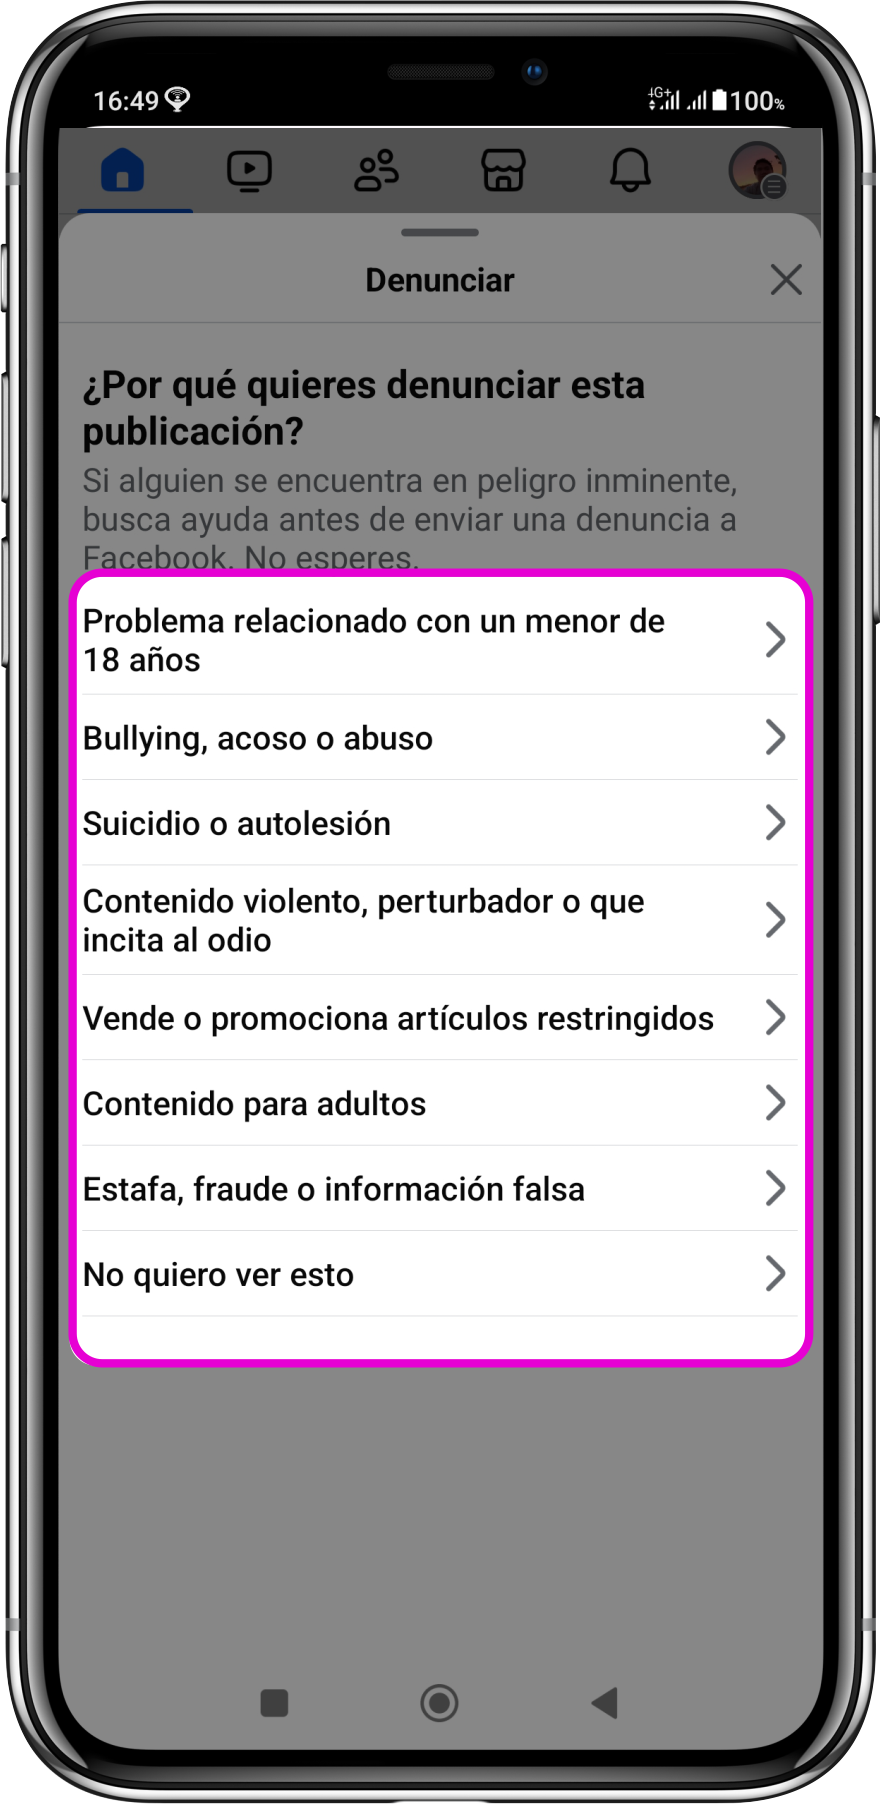 16:49
4G+ 100%
Denunciar
¿Por qué quieres denunciar esta
publicación?
Si alguien se encuentra en peligro inminente,
busca ayuda antes de enviar una denuncia a
Facebook. No esperes.
Problema relacionado con un menor de
18 años
Bullying, acoso o abuso
Suicidio o autolesión
Contenido violento, perturbador o que
incita al odio
Vende o promociona artículos restringidos
Contenido para adultos
Estafa, fraude o información falsa
No quiero ver esto